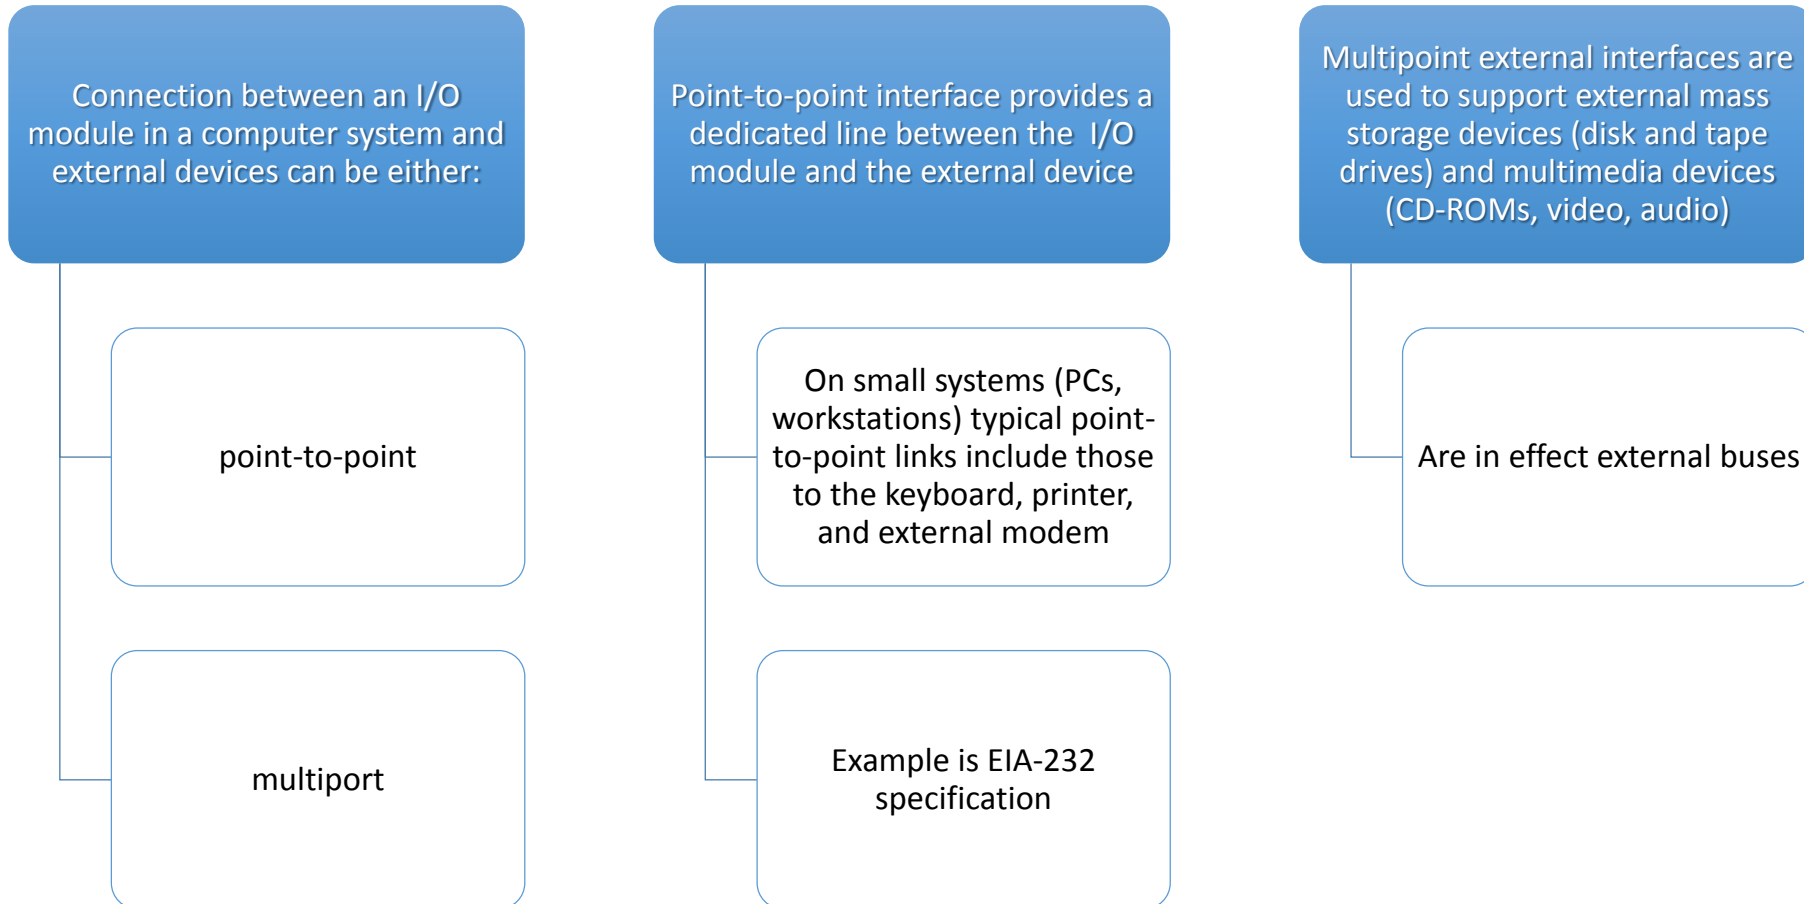 Connection between an I/O
module in a computer system and
external devices can be either:
point-to-point
multiport
Point-to-point interface provides a
dedicated line between the I/O
module and the external device
On small systems (PCs,
workstations) typical point-
to-point links include those
to the keyboard, printer,
and external modem
Example is EIA-232
specification
Multipoint external interfaces are
used to support external mass
storage devices (disk and tape
drives) and multimedia devices
(CD-ROMs, video, audio)
Are in effect external buses